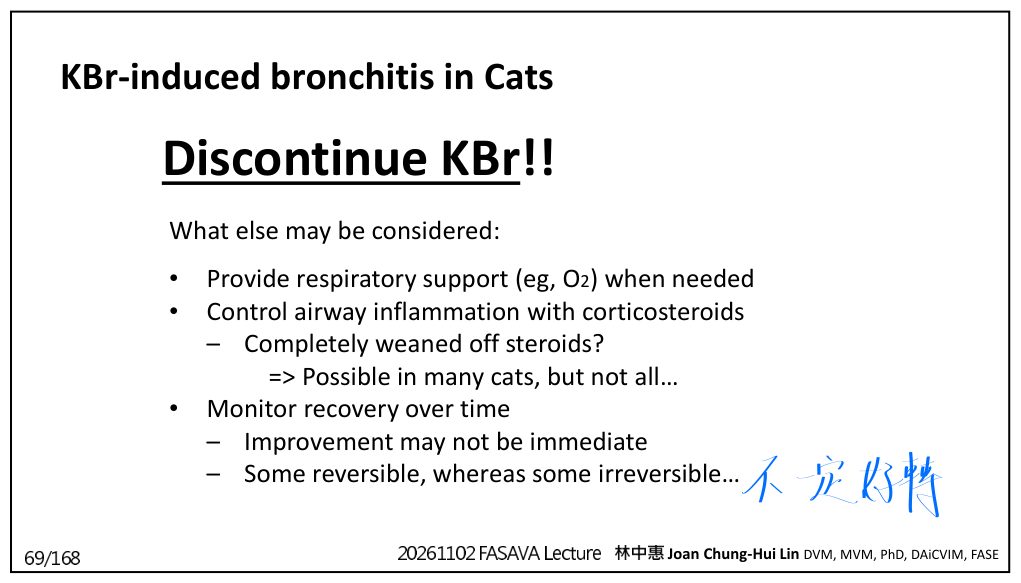 KBr-induced bronchitis in Cats
Discontinue KBr!!
What else may be considered:
• Provide respiratory support (eg, O2) when needed
• Control airway inflammation with corticosteroids
– Completely weaned off steroids?
=> Possible in many cats, but not all…
• Monitor recovery over time
– Improvement may not be immediate
– Some reversible, whereas some irreversible… 不一定好轉
69/168
20261102 FASAVA Lecture 林中惠 Joan Chung-Hui Lin DVM, MVM, PhD, DAiCVIM, FASE